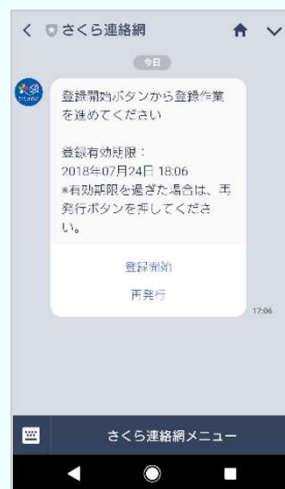 さくら連絡網
今日
登録開始ボタンから登録作業
を進めてください
登録有効期限：
2018年07月24日 18:06
*有効期限を過ぎた場合は、再
発行ボタンを押してくださ
い。
登録開始
再発行
17:06
さくら連絡網メニュー